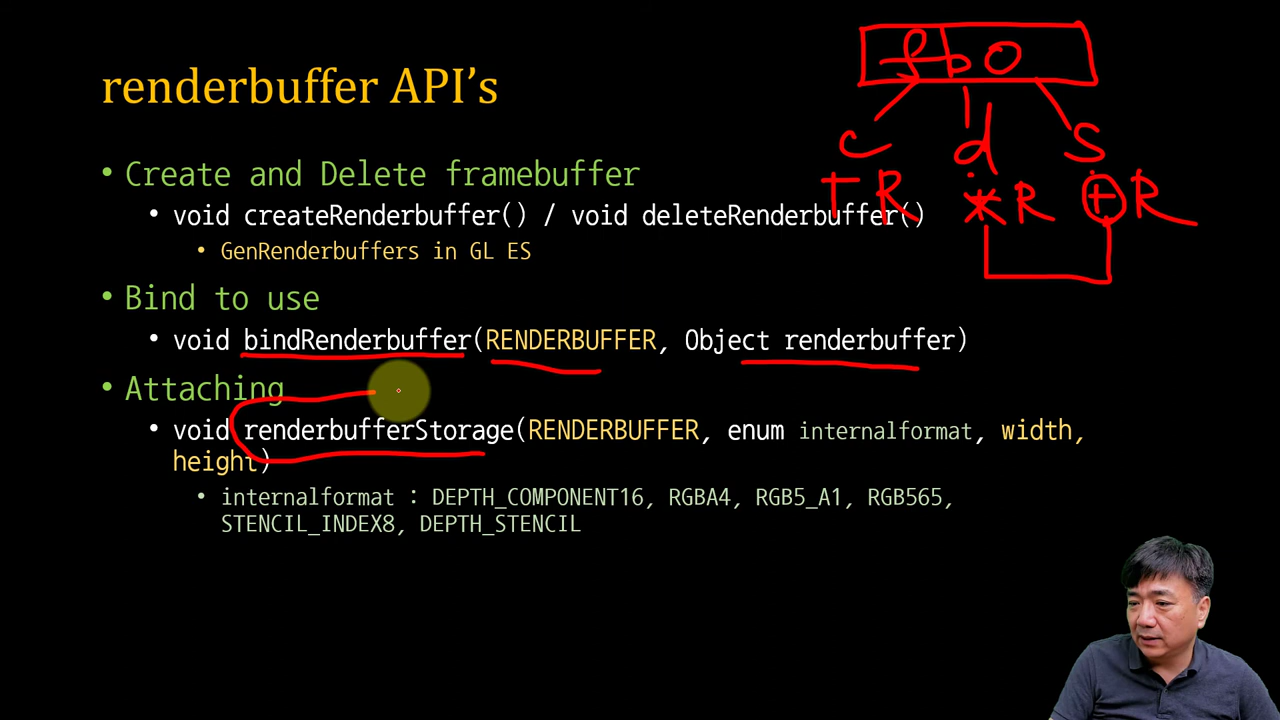 renderbuffer API's
fbo
c d S
T R * R + R
• Create and Delete framebuffer
• void createRenderbuffer() / void deleteRenderbuffer()
• GenRenderbuffers in GL ES
• Bind to use
• void bindRenderbuffer(RENDERBUFFER, Object renderbuffer)
• Attaching
• void renderbufferStorage(RENDERBUFFER, enum internalformat, width,
height)
• internalformat : DEPTH_COMPONENT16, RGBA4, RGB5_A1, RGB565,
STENCIL_INDEX8, DEPTH_STENCIL